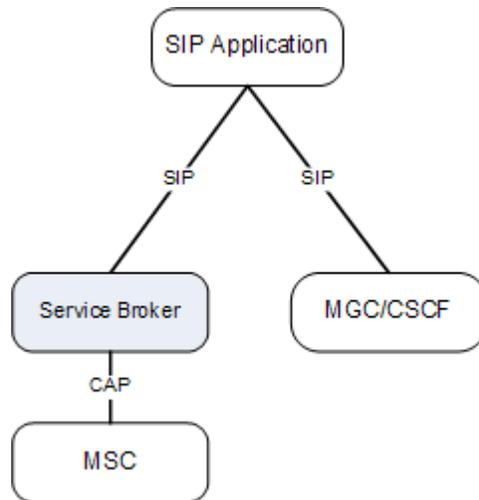 SIP Application
SIP
SIP
Service Broker
MGC/CSCF
CAP
MSC